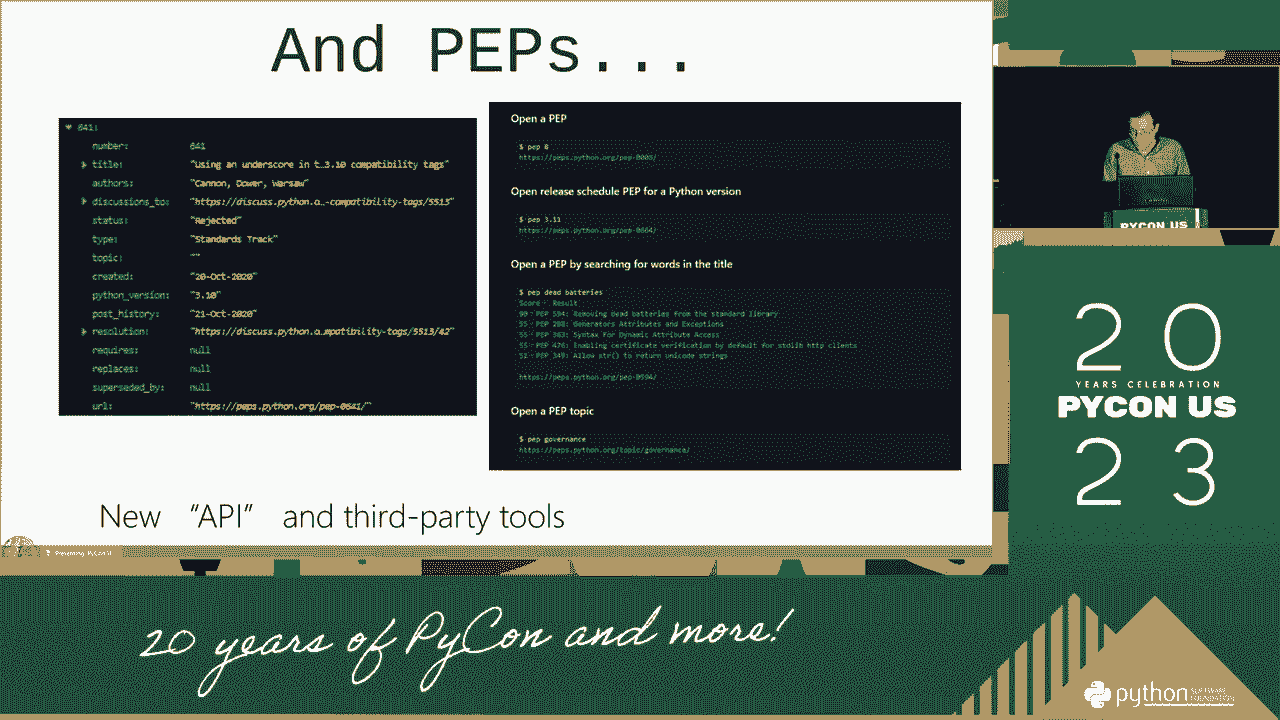 And PEPs...
641:
number: 641
title: "Using an underscore in t…3.10 compatibility tags"
authors: "Cannon, Dower, Warsaw"
discussions_to: "https://discuss.python.o…-compatibility-tags/5513"
status: "Rejected"
type: "Standards Track"
topic: ""
created: "20-Oct-2020"
python_version: "3.10"
post_history: "21-Oct-2020"
resolution: "https://discuss.python.o…mpatibility-tags/5513/42"
requires: null
replaces: null
superseded_by: null
url: "https://peps.python.org/pep-0641/"
Open a PEP
$ pep 8
https://peps.python.org/pep-0008/
Open release schedule PEP for a Python version
$ pep 3.11
https://peps.python.org/pep-0664/
Open a PEP by searching for words in the title
$ pep dead batteries
Score Result
90 PEP 594: Removing dead batteries from the standard library
55 PEP 288: Generators Attributes and Exceptions
55 PEP 363: Syntax For Dynamic Attribute Access
55 PEP 476: Enabling certificate verification by default for stdlib http clients
51 PEP 349: Allow str() to return unicode strings
https://peps.python.org/pep-0594/
Open a PEP topic
$ pep governance
https://peps.python.org/topic/governance/
New “API” and third-party tools
PYCON US
20
YEARS CELEBRATION
PYCON US
23
20 years of PyCon and more!
python SOFTWARE
FOUNDATION